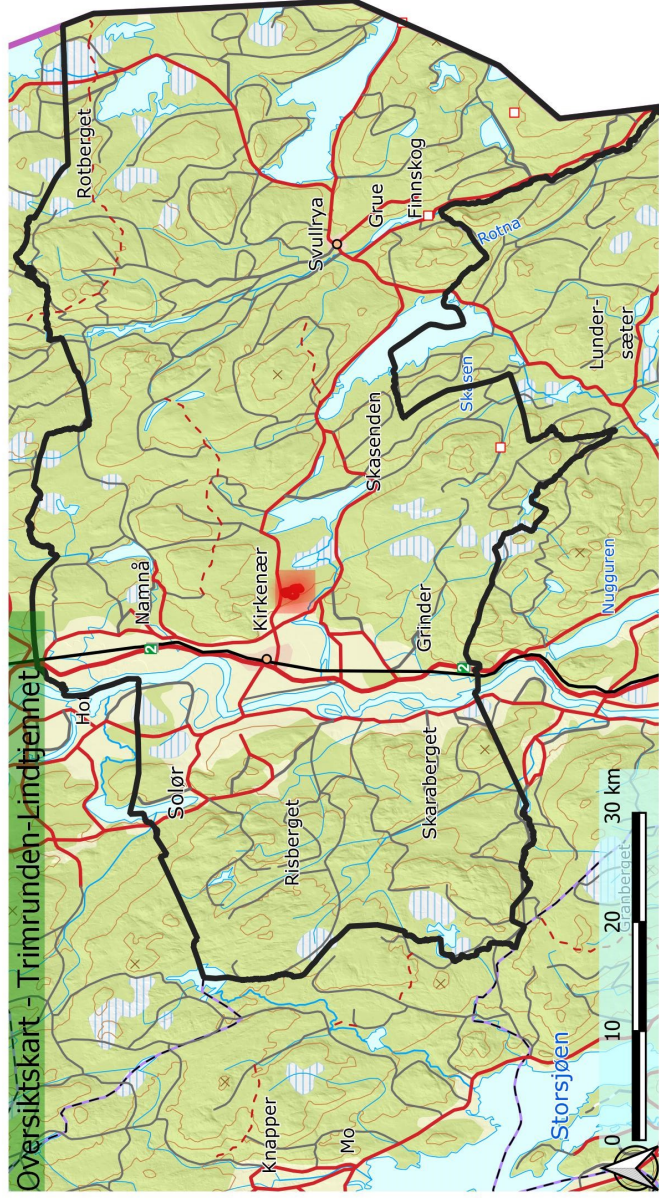 Oversiktskart - Trimrunden-Lindtjennet
Hof
Rotberget
Namnå
2
Solør
Knapper
Kirkenær
Risberget
Svullrya
Mo
Skasenden
Grue
Finnskog
Skaraberget
Grinder
2
Skasen
Rotna
Storsjøen
Lunder-
sæter
Nugguren
Granberget
0 10 20 30 km